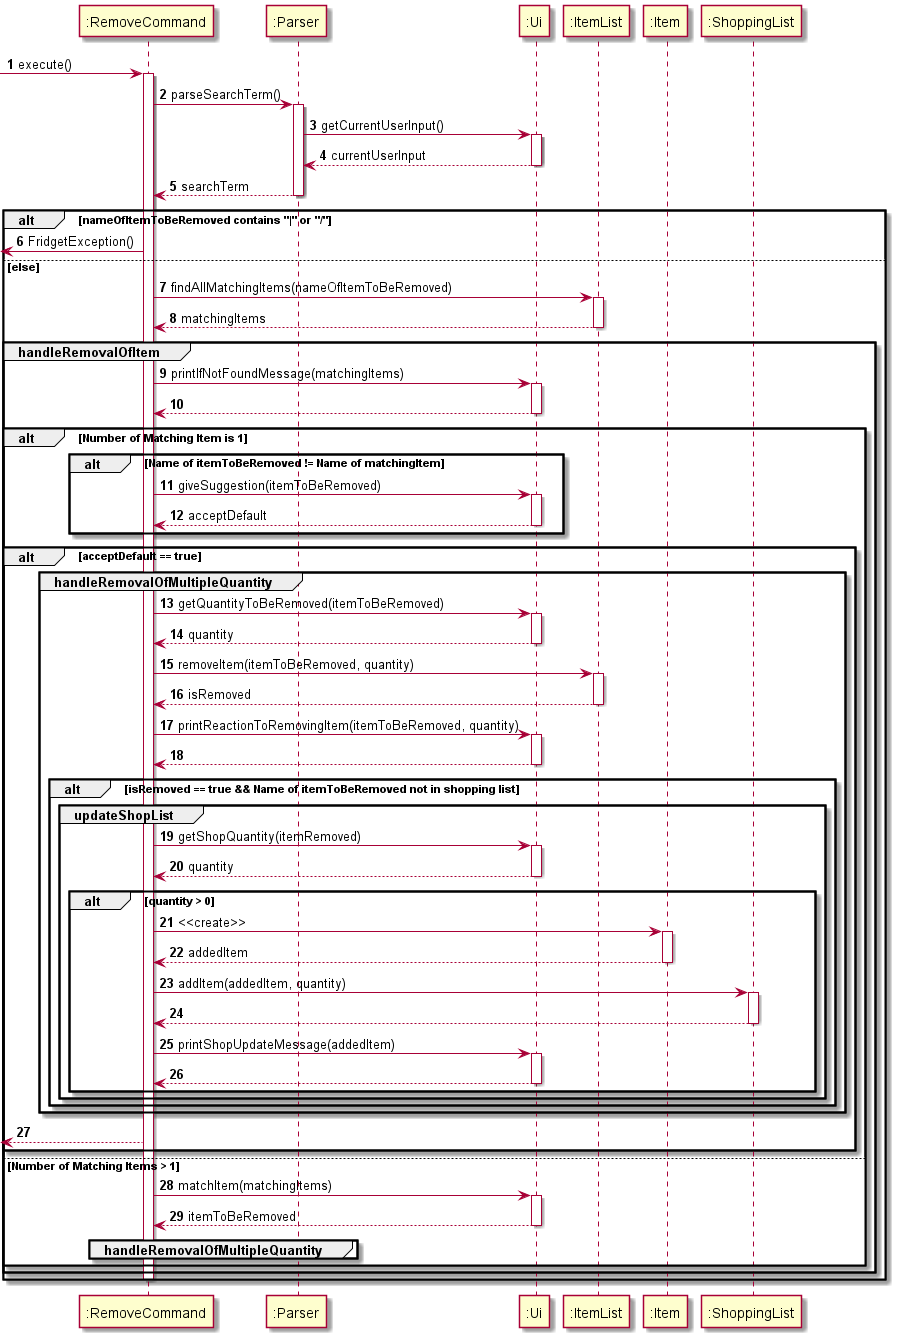 :RemoveCommand :Parser :Ui :ItemList :Item :ShoppingList
1 execute()
2 parseSearchTerm()
3 getCurrentUserInput()
4 currentUserInput
5 searchTerm
alt [nameOfItemToBeRemoved contains "|" or "/"]
6 FridgetException()
[else]
7 findAllMatchingItems(nameOfItemToBeRemoved)
8 matchingItems
handleRemovalOfItem
9 printIfNotFoundMessage(matchingItems)
10
alt [Number of Matching Item is 1]
alt [Name of itemToBeRemoved != Name of matchingItem]
11 giveSuggestion(itemToBeRemoved)
12 acceptDefault
alt [acceptDefault == true]
handleRemovalOfMultipleQuantity
13 getQuantityToBeRemoved(itemToBeRemoved)
14 quantity
15 removeItem(itemToBeRemoved, quantity)
16 isRemoved
17 printReactionToRemovingItem(itemToBeRemoved, quantity)
18
alt [isRemoved == true && Name of itemToBeRemoved not in shopping list]
updateShopList
19 getShopQuantity(itemRemoved)
20 quantity
alt [quantity > 0]
21 <<create>>
22 addedItem
23 addItem(addedItem, quantity)
24
25 printShopUpdateMessage(addedItem)
26
27
[Number of Matching Items > 1]
28 matchItem(matchingItems)
29 itemToBeRemoved
handleRemovalOfMultipleQuantity
:RemoveCommand :Parser :Ui :ItemList :Item :ShoppingList